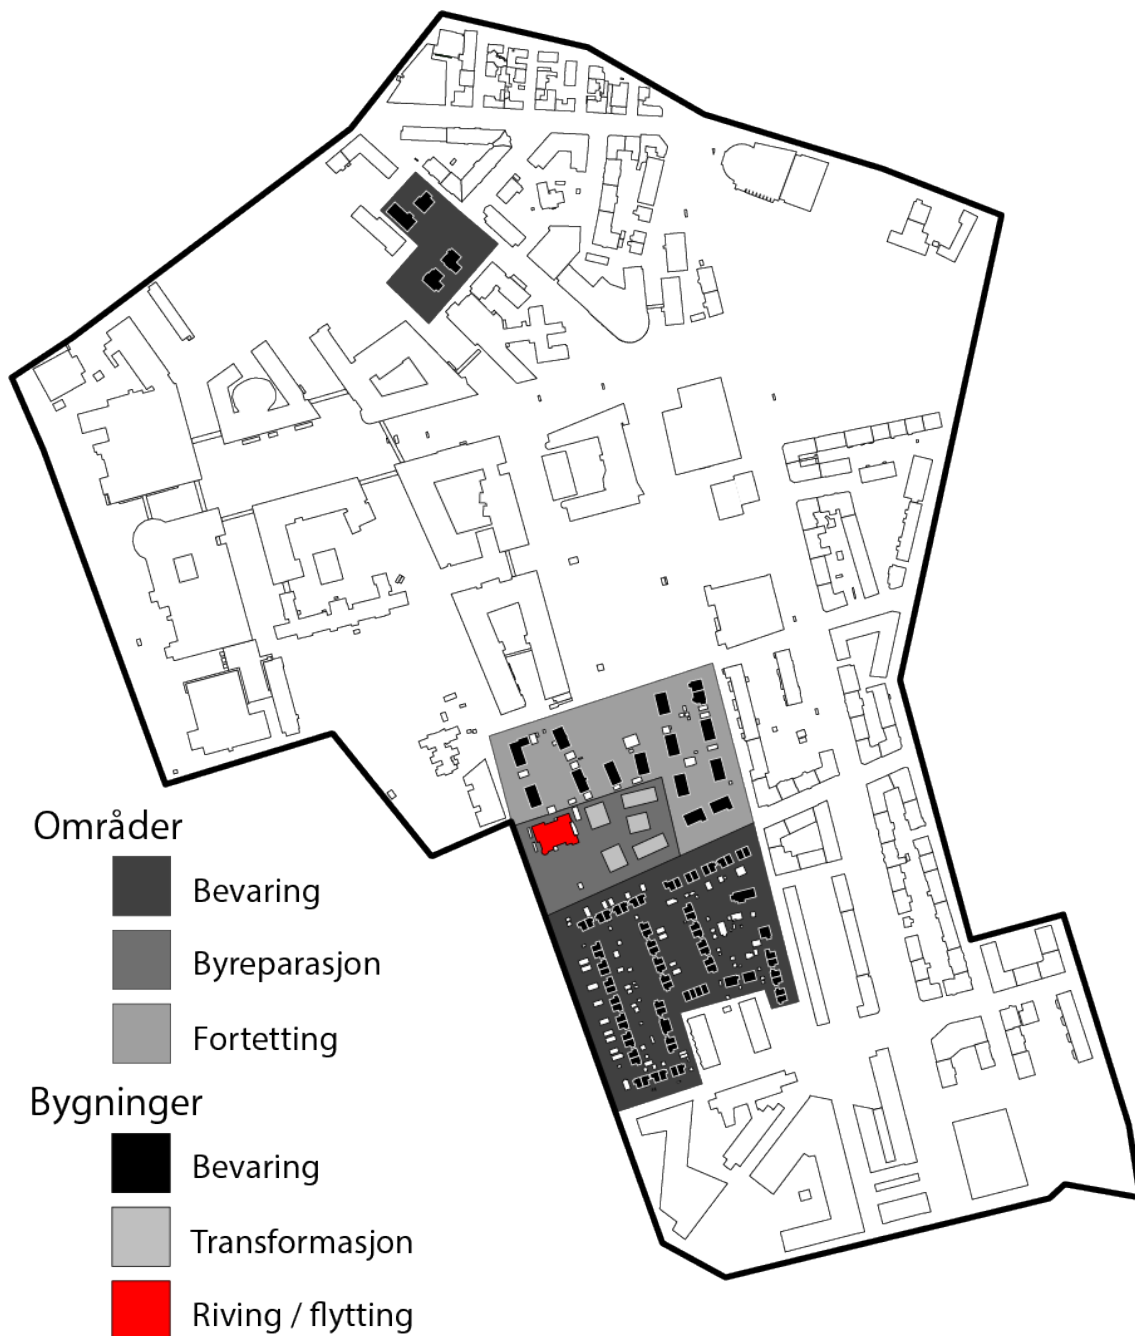 Områder
Bevaring
Byreparasjon
Fortetting
Bygninger
Bevaring
Transformasjon
Riving / flytting